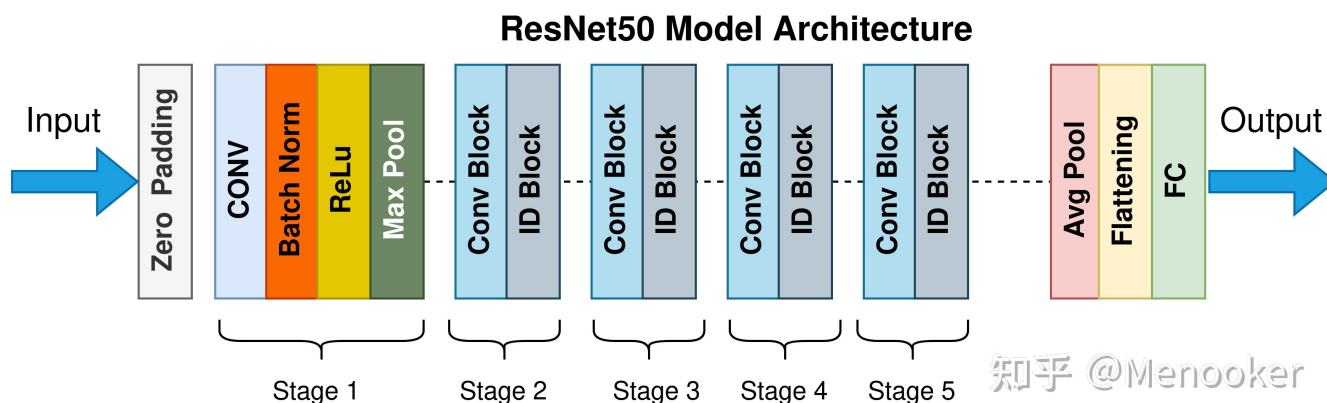 ResNet50 Model Architecture
Input
Zero Padding
CONV
Batch Norm
ReLu
Max Pool
Conv Block
ID Block
Conv Block
ID Block
Conv Block
ID Block
Conv Block
ID Block
Avg Pool
Flattening
FC
Output
Stage 1
Stage 2
Stage 3
Stage 4
Stage 5
知乎 @Menooker